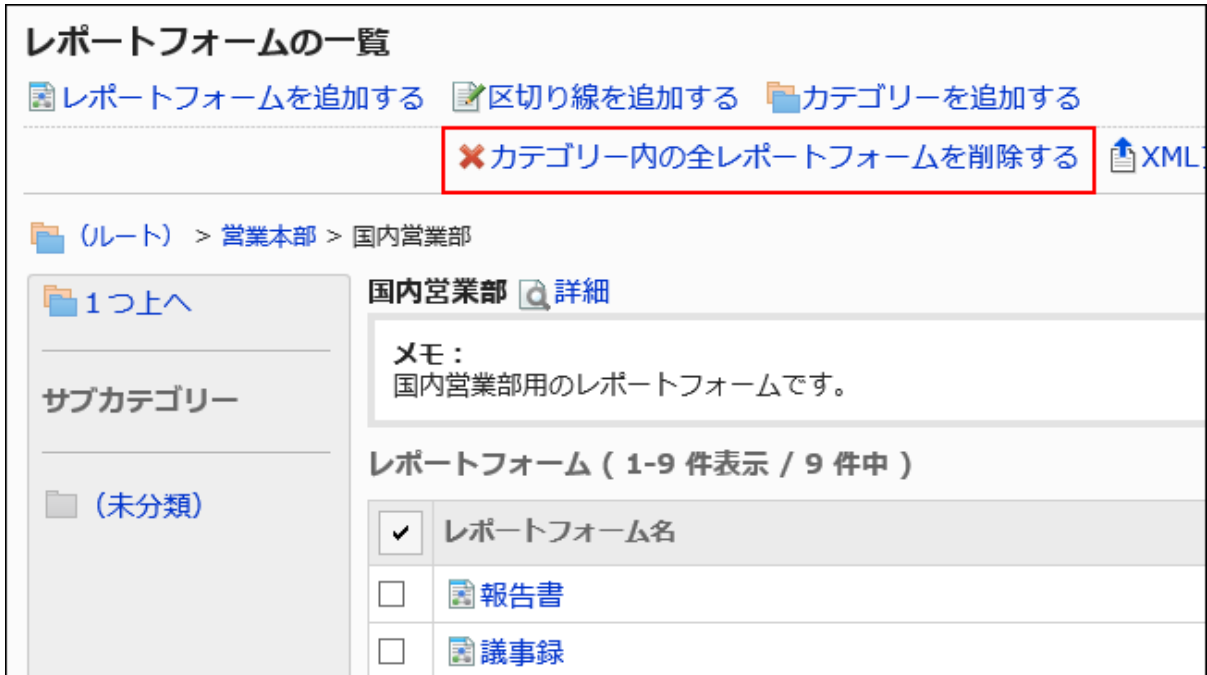 レポートフォームの一覧
レポートフォームを追加する 区切り線を追加する カテゴリーを追加する
カテゴリー内の全レポートフォームを削除する XML
（ルート） > 営業本部 > 国内営業部
1つ上へ
サブカテゴリー
（未分類）
国内営業部 詳細
メモ：
国内営業部用のレポートフォームです。
レポートフォーム ( 1-9 件表示 / 9 件中 )
レポートフォーム名
報告書
議事録